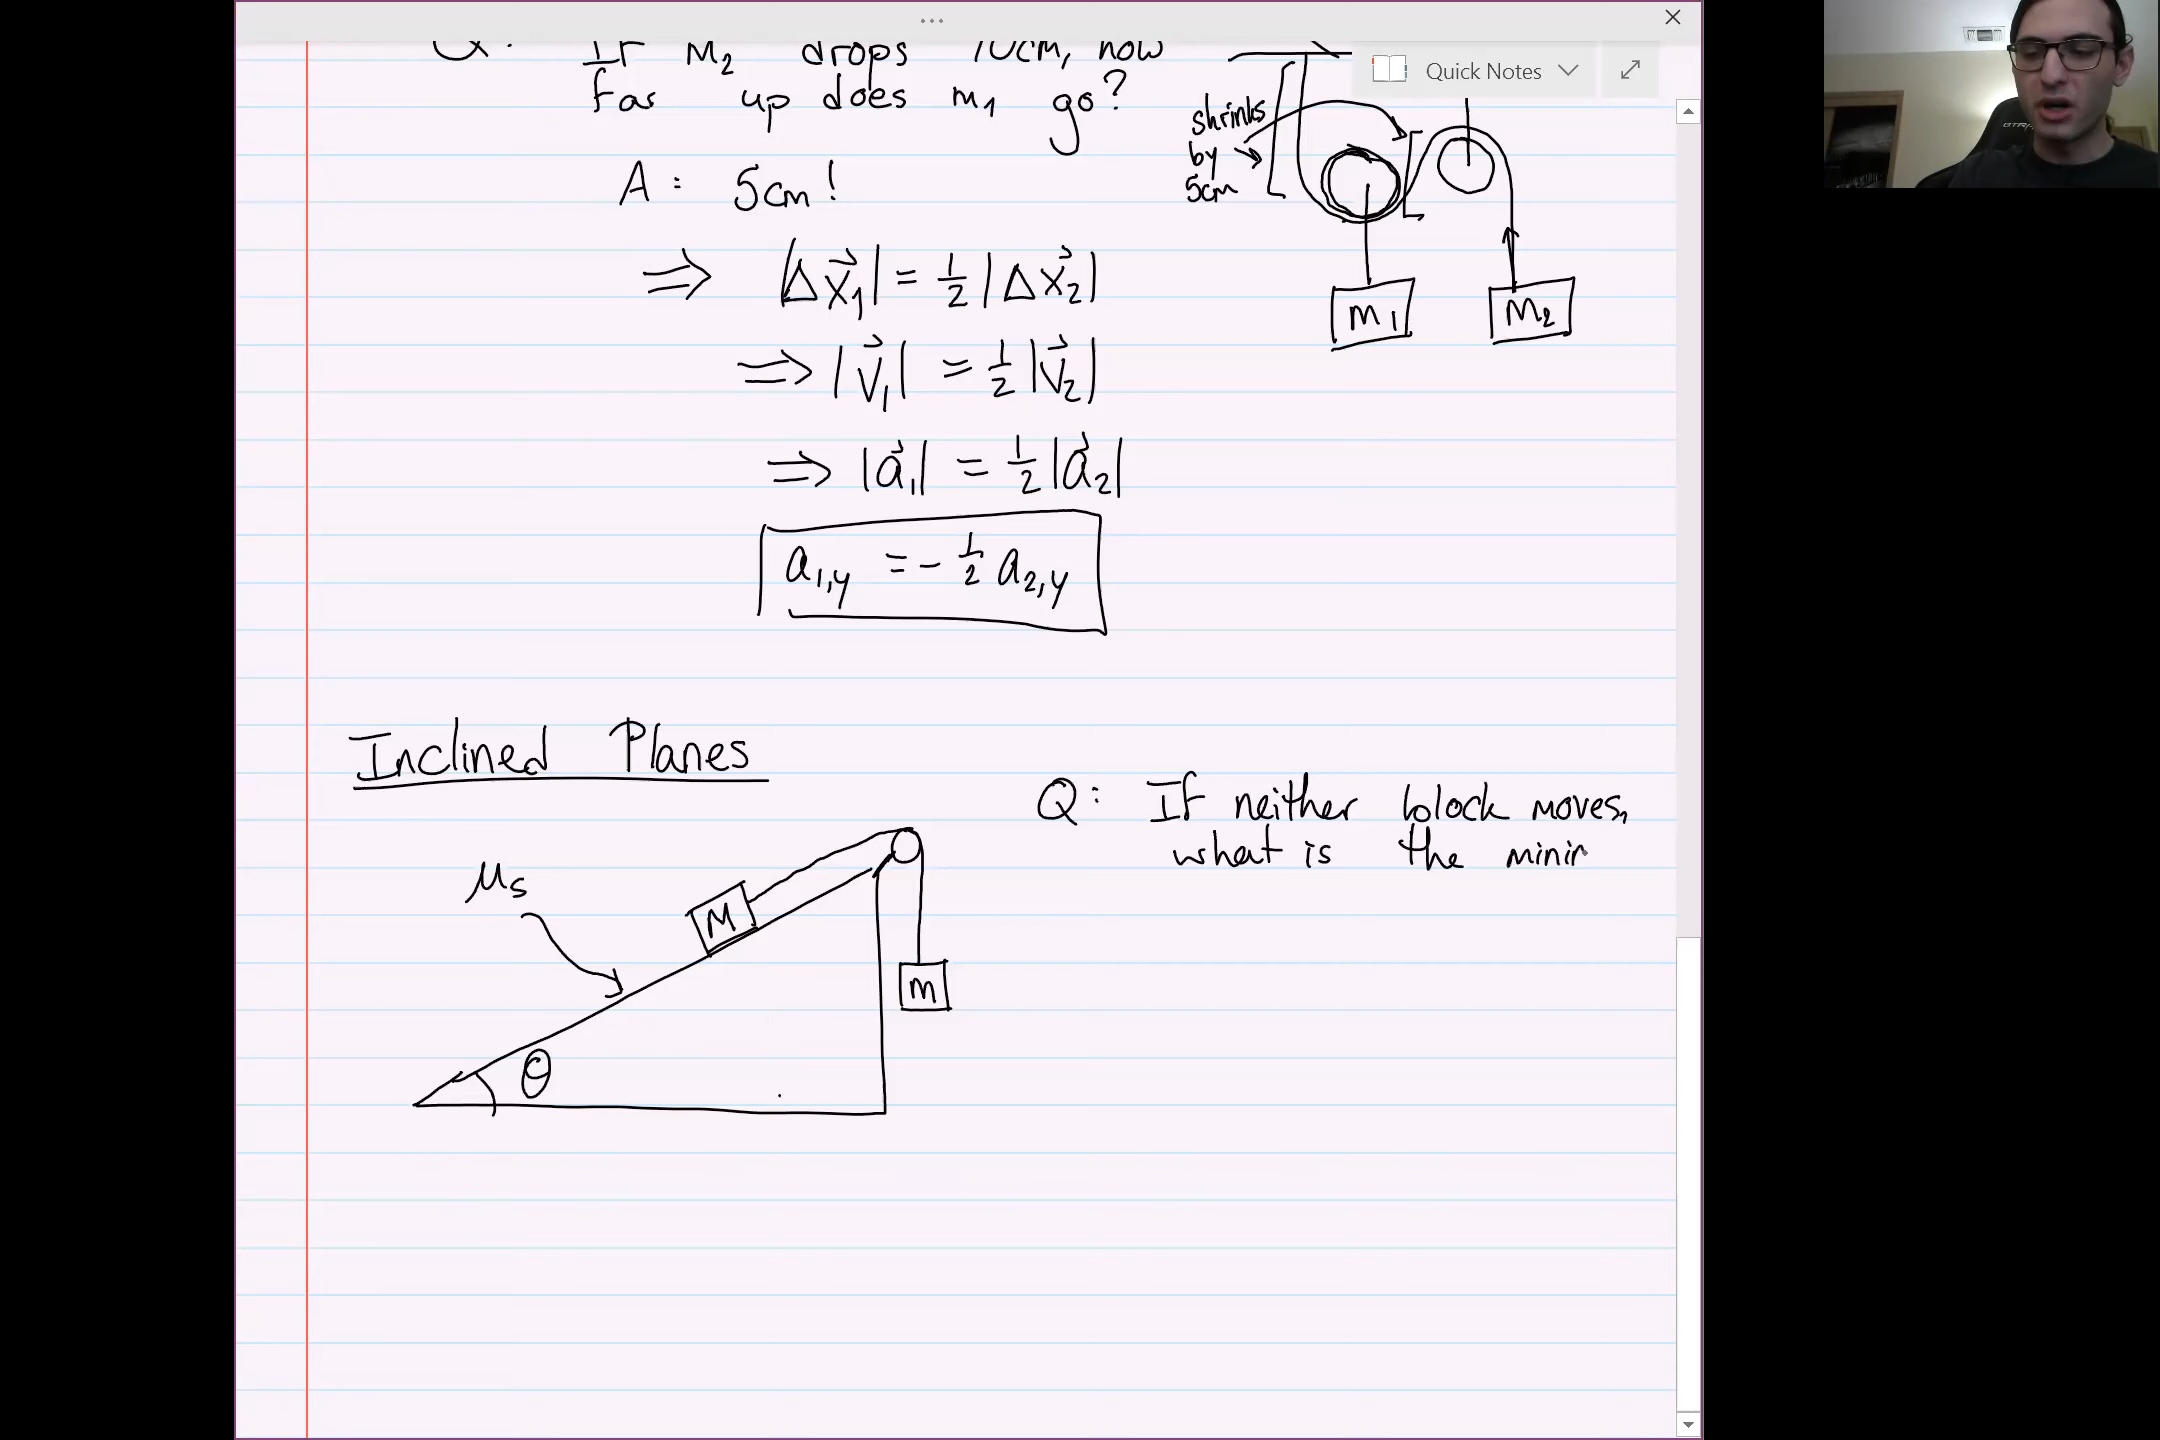 Q: If M2 drops 10cm, how
far up does m1 go?
A: 5cm!
⇒ |Δx⃗1| = 1/2 |Δx⃗2|
⇒ |v⃗1| = 1/2 |v⃗2|
⇒ |a⃗1| = 1/2 |a⃗2|
a1,y = - 1/2 a2,y
Quick Notes
shrinks
by
5cm
m1
M2
Inclined Planes
Q: If neither block moves,
what is the minim
μs
M
m
θ